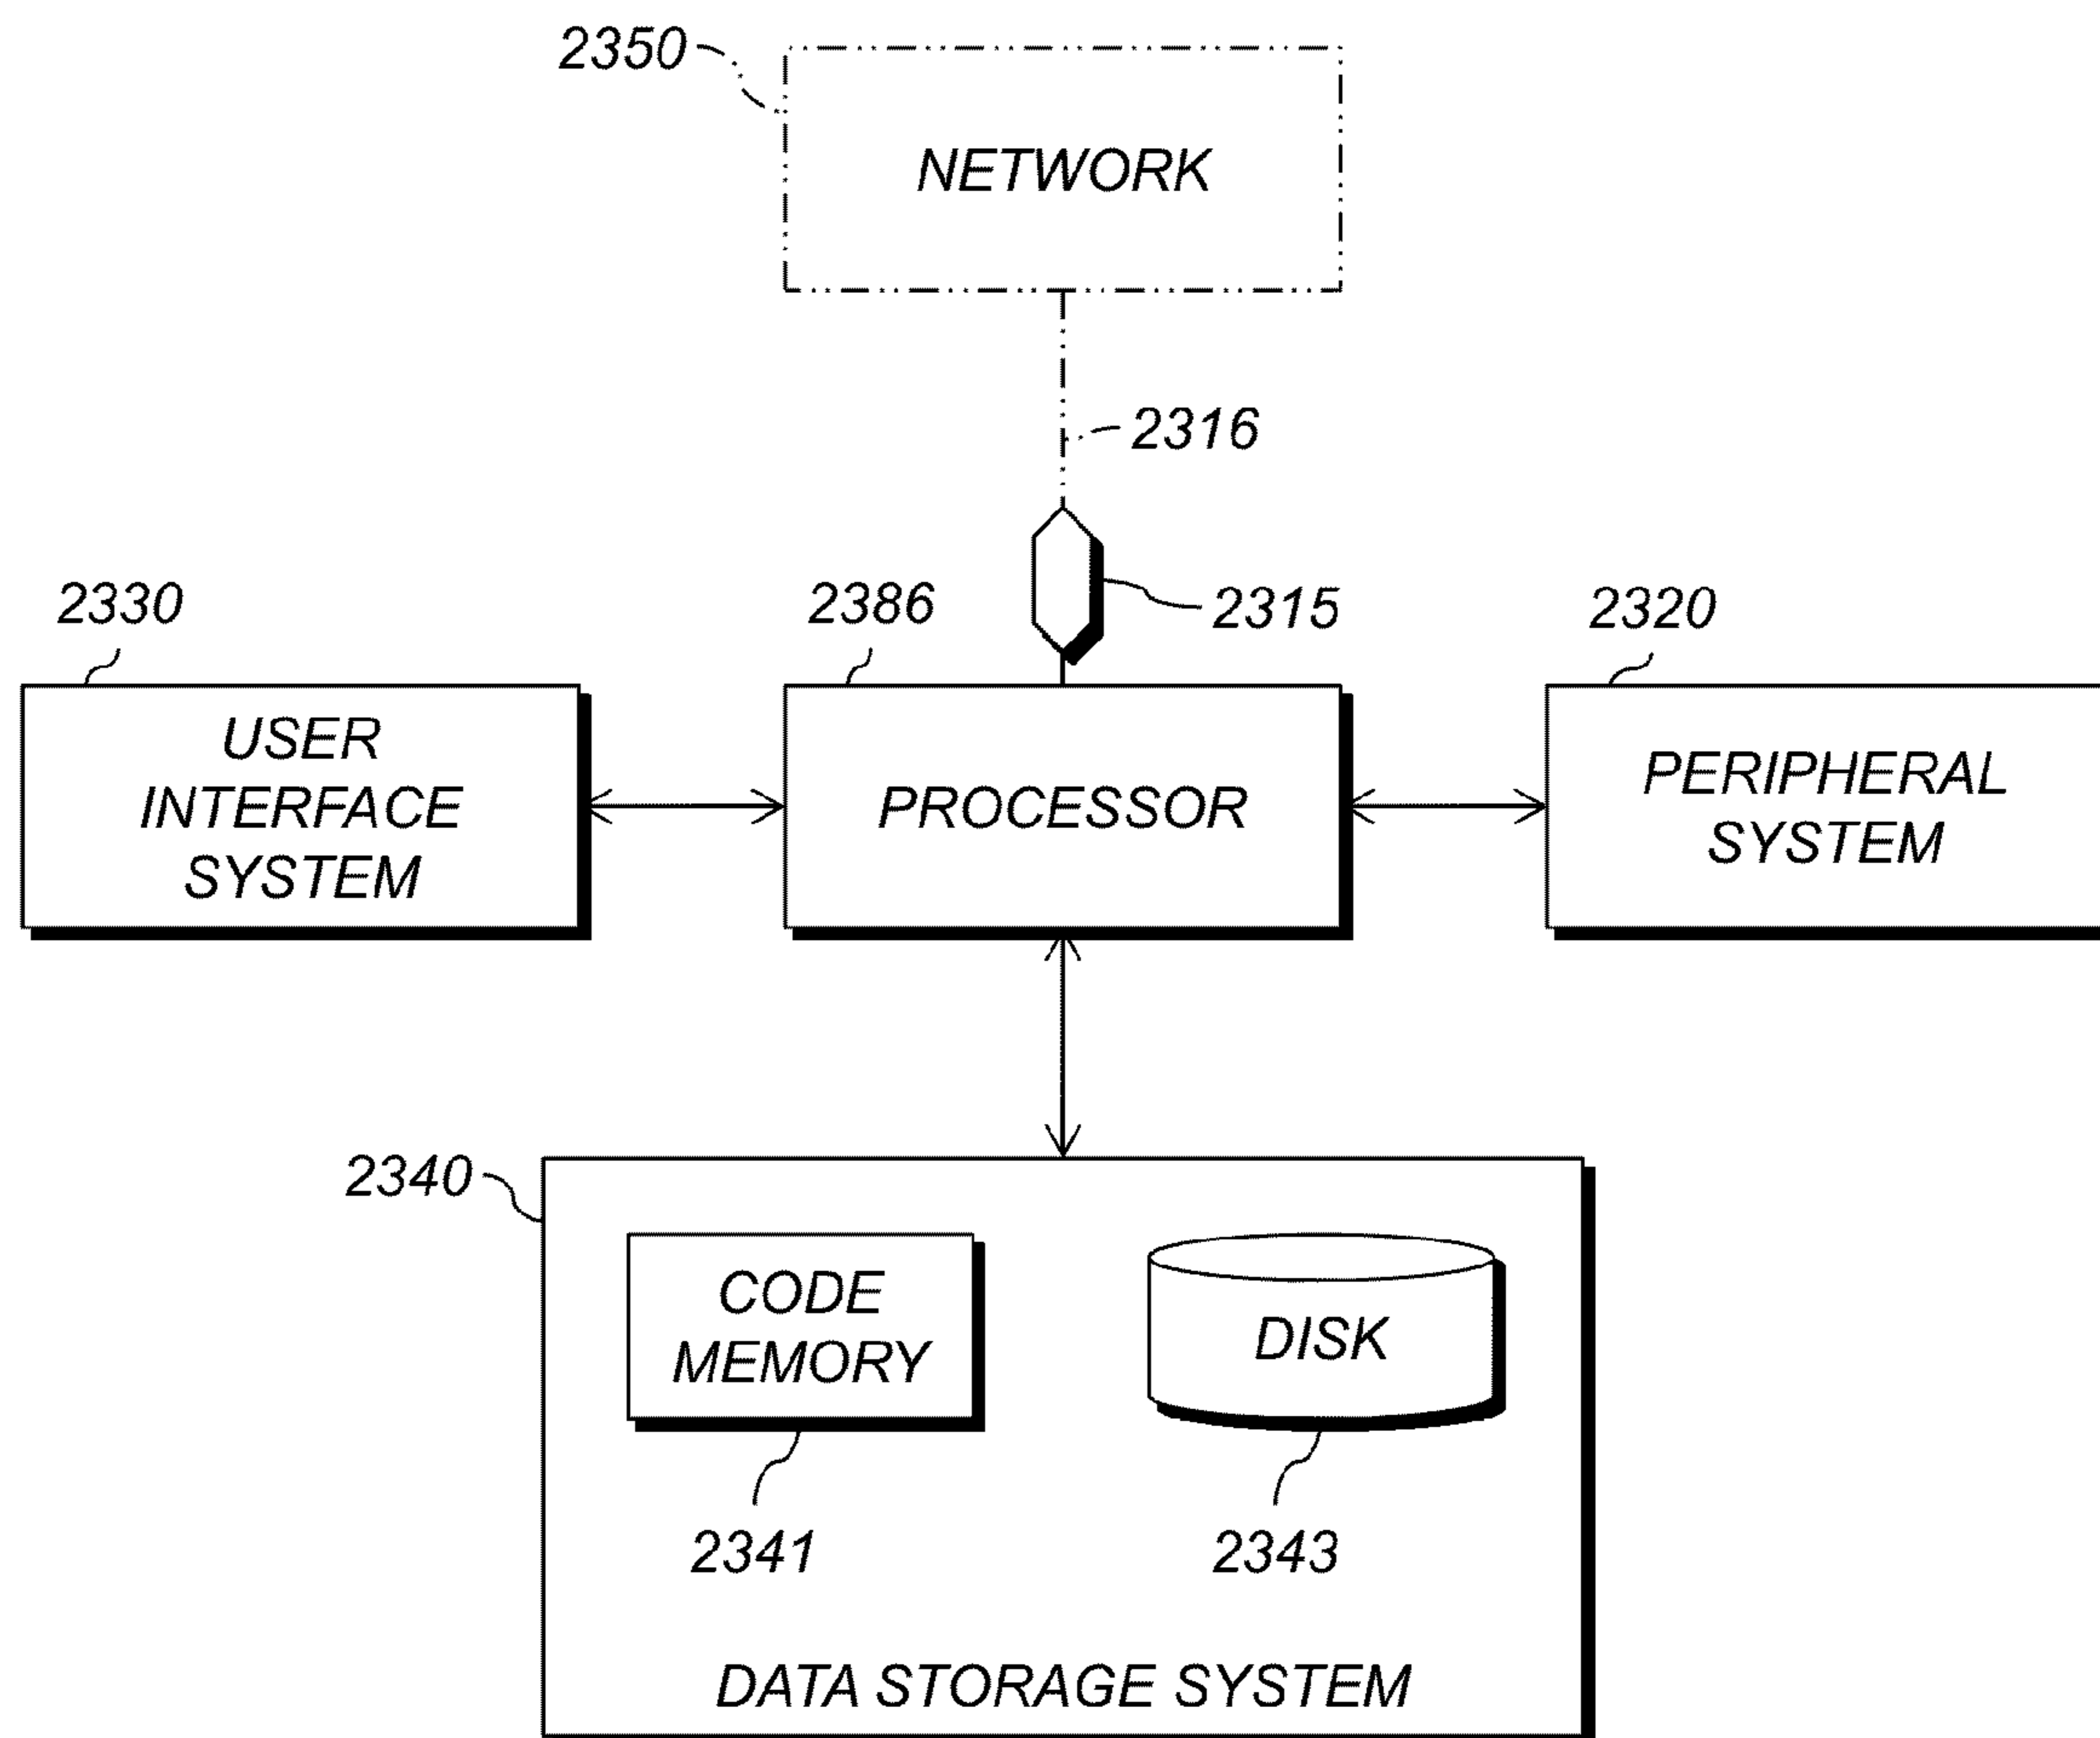 2350
NETWORK
2316
2315
2330
2386
2320
USER
INTERFACE
SYSTEM
PROCESSOR
PERIPHERAL
SYSTEM
2340
CODE
MEMORY
DISK
2341
2343
DATA STORAGE SYSTEM